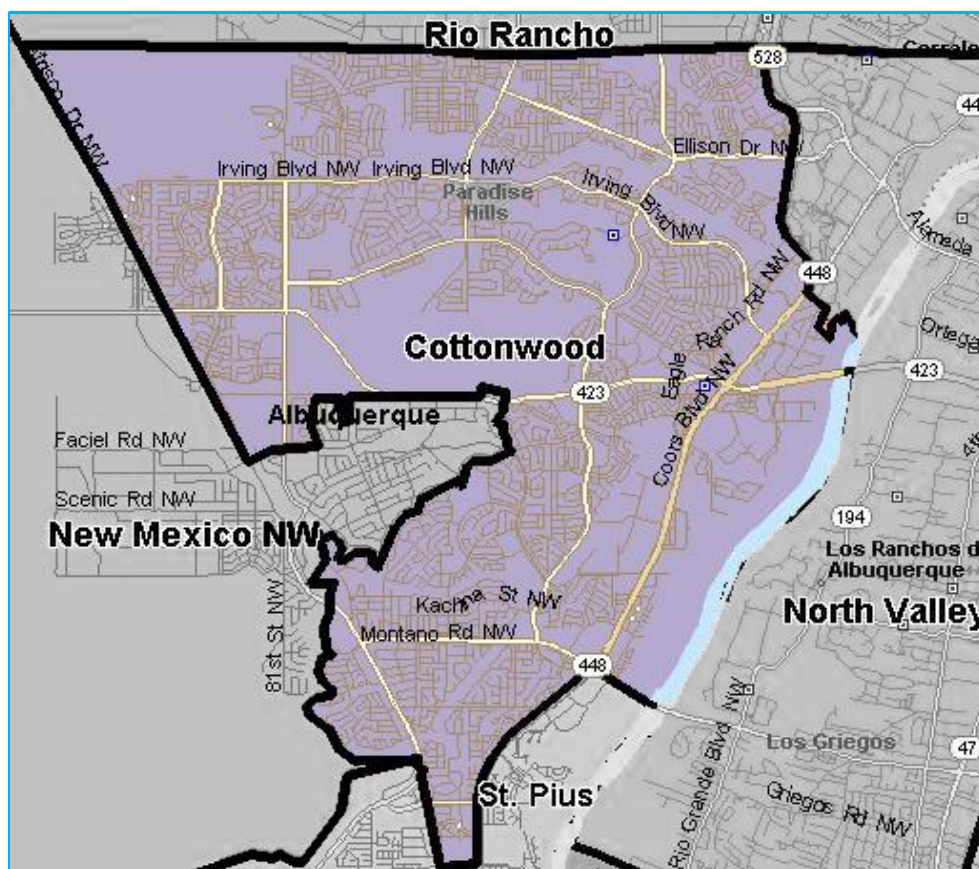 Rio Rancho
528
Corrale
44
Ellison Dr NW
Irving Blvd NW
Irving Blvd NW
Irving Blvd NW
Paradise
Hills
Alameda
448
Eagle Ranch Rd NW
Cottonwood
Ortega
423
423
Albuquerque
Coors Blvd NW
Faciel Rd NW
Scenic Rd NW
New Mexico NW
194
Los Ranchos d
Albuquerque
North Valley
Kachina St NW
Montano Rd NW
81st St NW
448
Los Griegos
47
St. Pius
Rio Grande Blvd NW
Griegos Rd NW